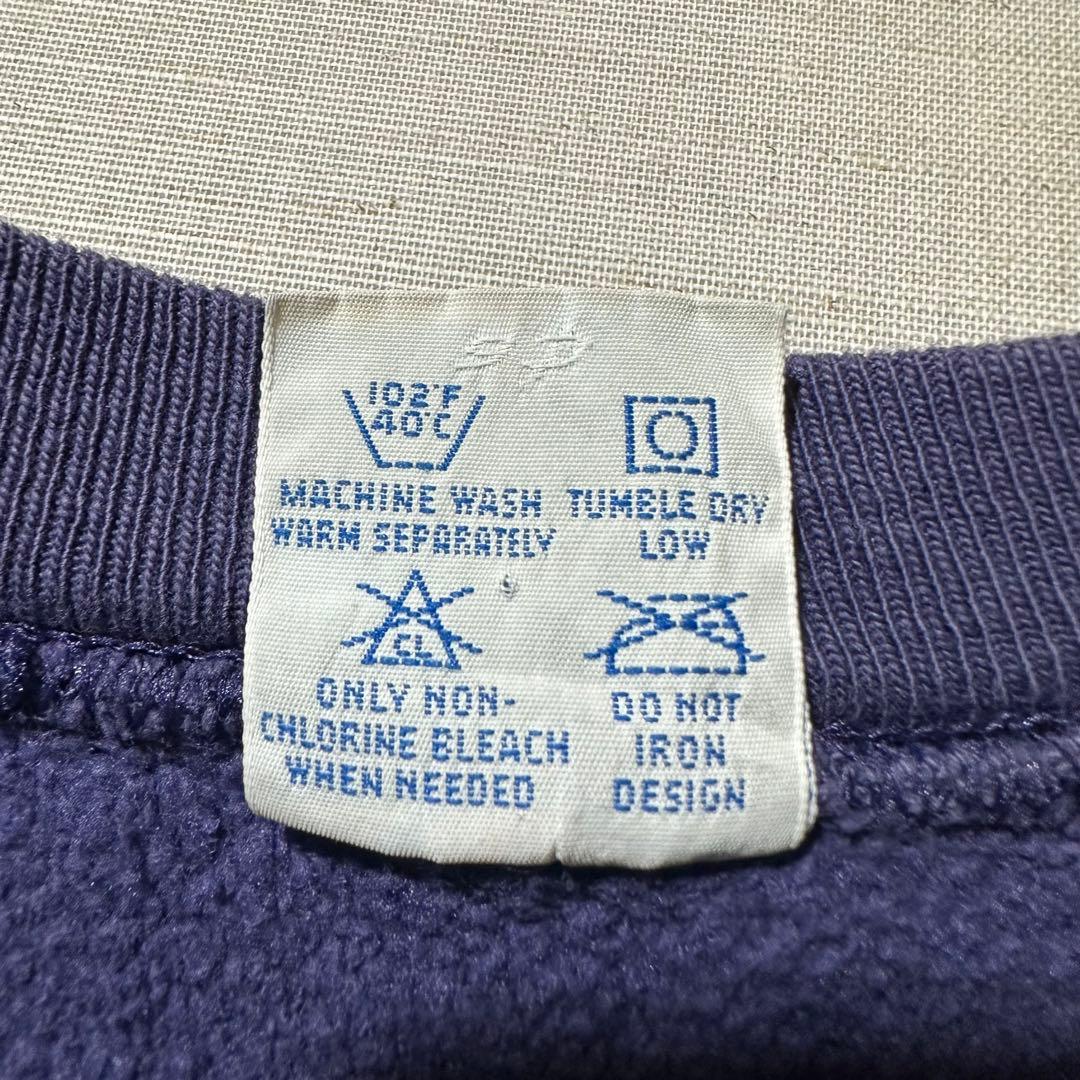 102°F
40°C
MACHINE WASH
WARM SEPARATELY
TUMBLE DRY
LOW
CL
ONLY NON-
CHLORINE BLEACH
WHEN NEEDED
DO NOT
IRON
DESIGN